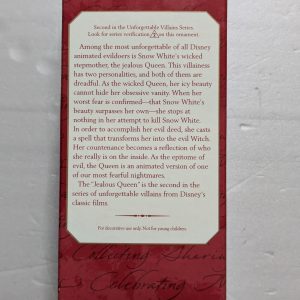 Second in the Unforgettable Villains Series.
Look for series verification on this ornament.
Among the most unforgettable of all Disney
animated evildoers is Snow White's wicked
stepmother, the jealous Queen. This villainess
has two personalities, and both of them are
dreadful. As the wicked Queen, her icy beauty
cannot hide her obsessive vanity. When her
worst fear is confirmed—that Snow White's
beauty surpasses her own—she stops at
nothing in her attempt to kill Snow White.
In order to accomplish her evil deed, she casts
a spell that transforms her into the evil Witch.
Her countenance becomes a reflection of who
she really is on the inside. As the epitome of
evil, the Queen is an animated version of one
of our most fearful nightmares.
The "Jealous Queen" is the second in the
series of unforgettable villains from Disney's
classic films.
For decorative use only. Not for young children.
Collecting Sharing
Celebrating